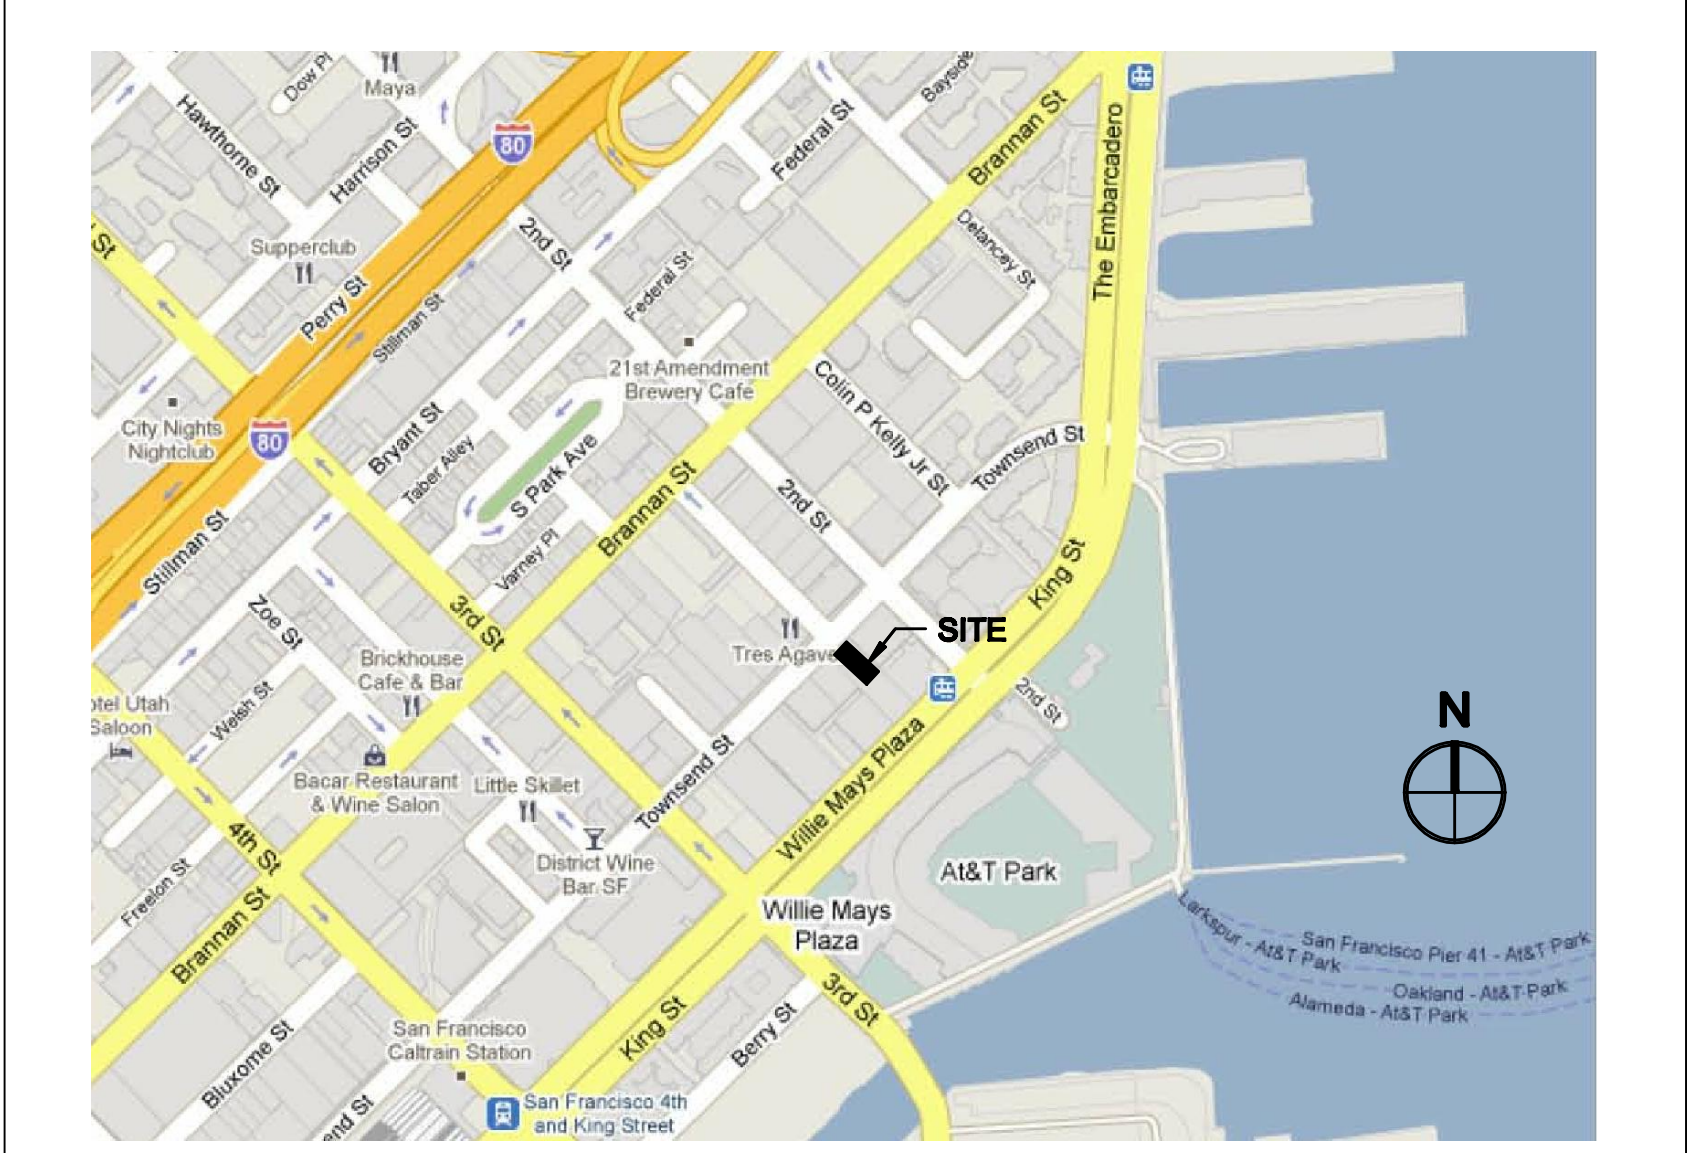 Dow Pl
Maya
Hawthorne St
Harrison St
80
Federal St
Bayside
Brannan St
The Embarcadero
St
Supperclub
2nd St
Delancey St
Perry St
Stillman St
Federal St
21st Amendment
Brewery Cafe
City Nights
Nightclub
80
Bryant St
Taber Alley
S Park Ave
Colin P Kelly Jr St
Townsend St
Brannan St
2nd St
Stillman St
Varney Pl
King St
Zoe St
3rd St
SITE
Tres Agave
Brickhouse
Cafe & Bar
Welsh St
otel Utah
Saloon
2nd St
N
Willie Mays Plaza
Townsend St
Bacar Restaurant
& Wine Salon
Little Skillet
4th St
District Wine
Bar SF
At&T Park
Freelon St
Brannan St
Willie Mays
Plaza
Larkspur - At&T Park
San Francisco Pier 41 - At&T Park
Oakland - At&T Park
Alameda - At&T Park
3rd St
King St
Berry St
San Francisco
Caltrain Station
Bluxome St
end St
San Francisco 4th
and King Street